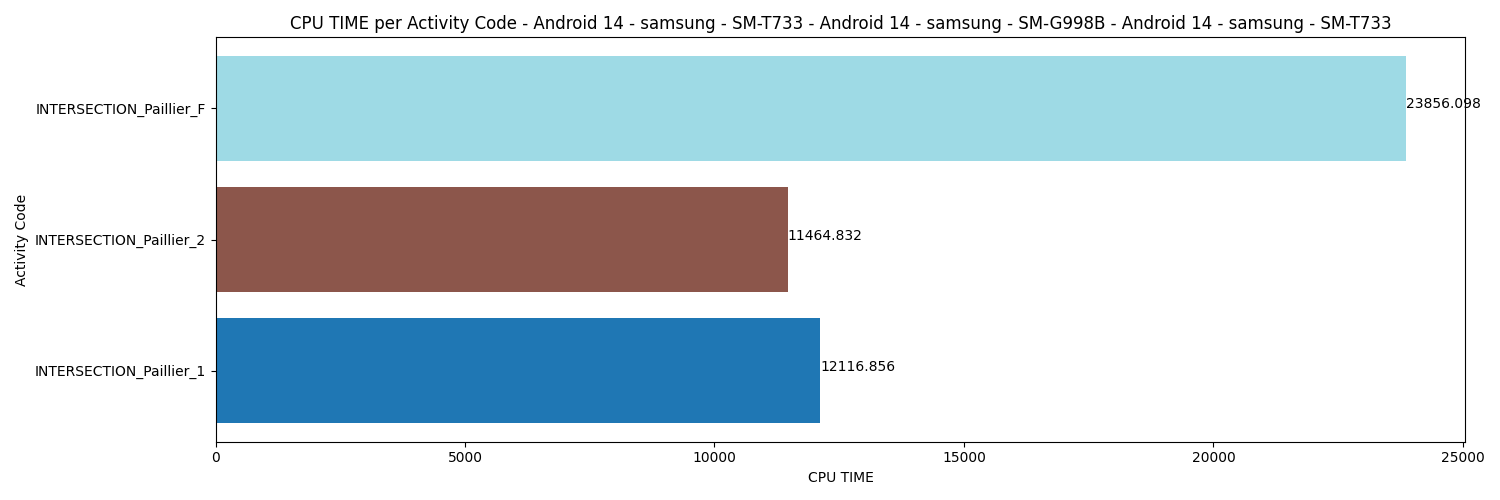 CPU TIME per Activity Code - Android 14 - samsung - SM-T733 - Android 14 - samsung - SM-G998B - Android 14 - samsung - SM-T733
INTERSECTION_Paillier_F
23856.098
INTERSECTION_Paillier_2
11464.832
INTERSECTION_Paillier_1
12116.856
Activity Code
0 5000 10000 15000 20000 25000
CPU TIME